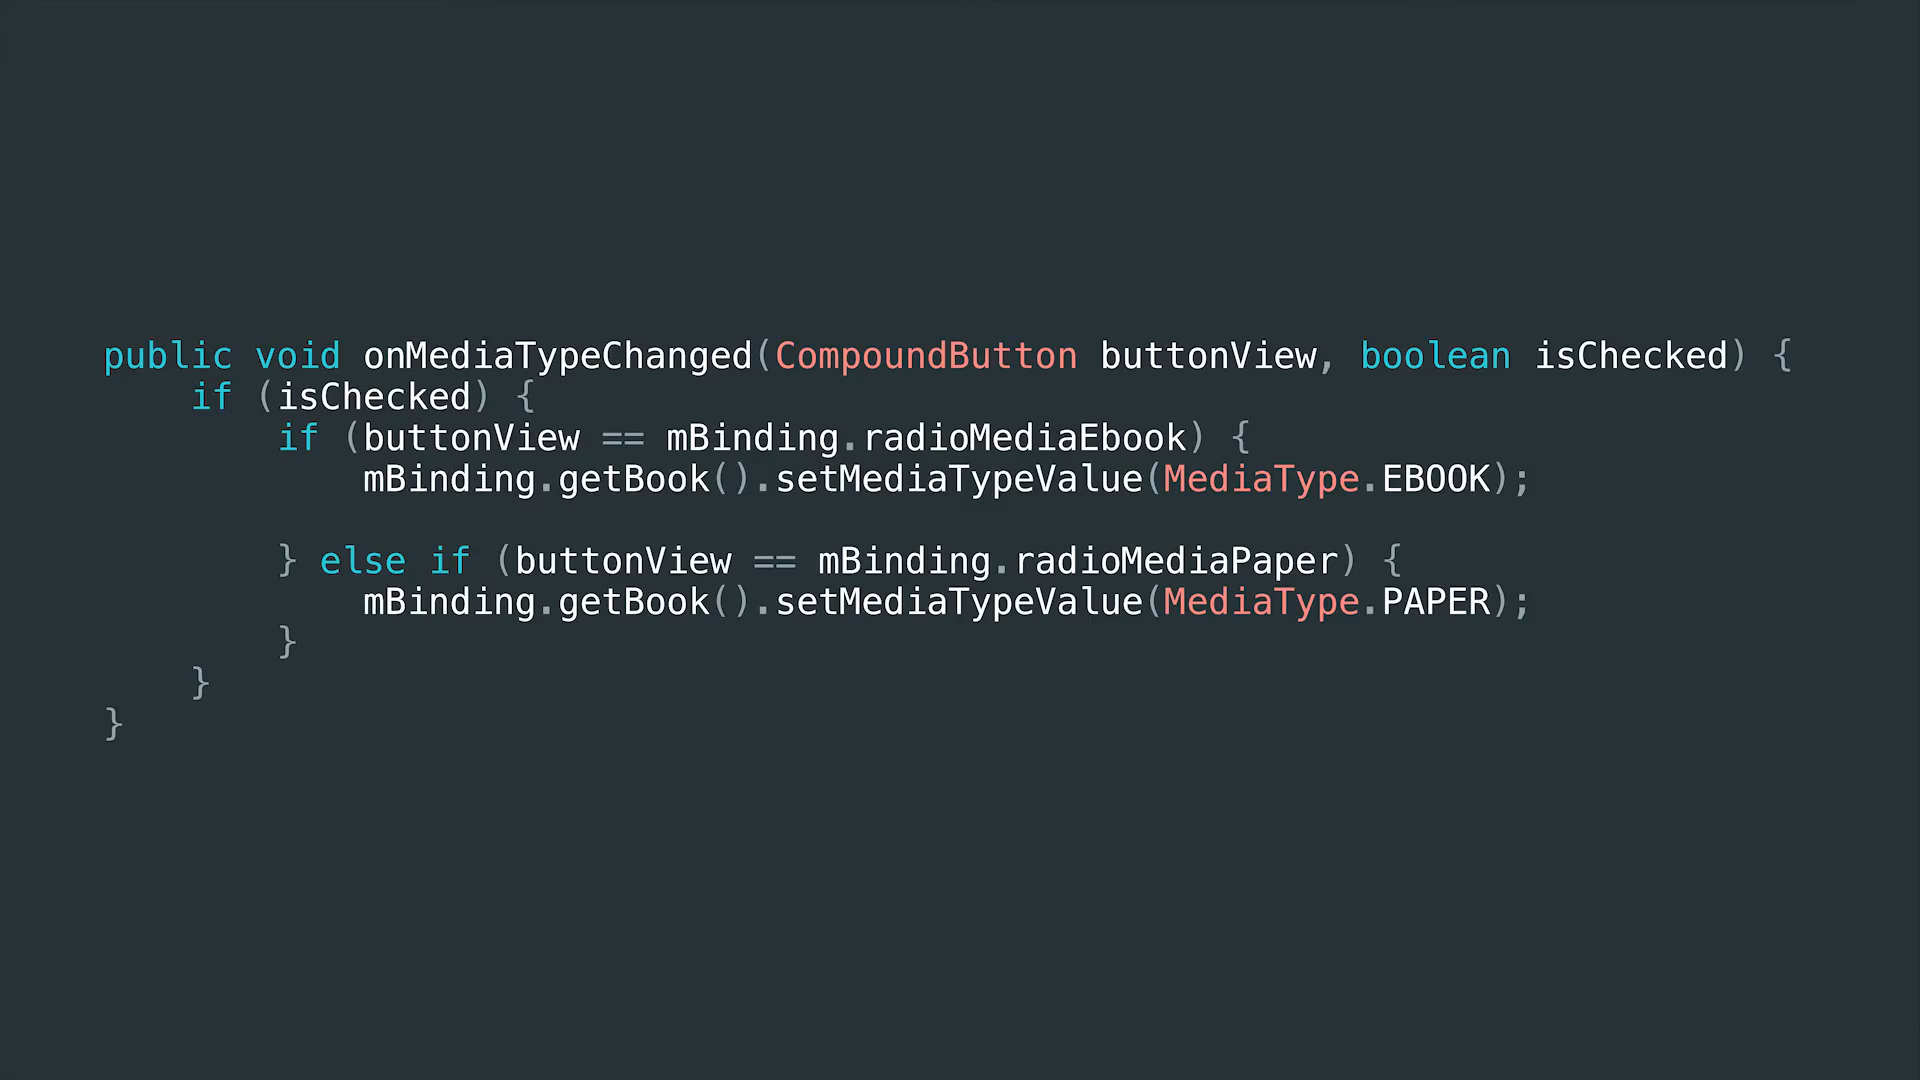 public void onMediaTypeChanged(CompoundButton buttonView, boolean isChecked) {
    if (isChecked) {
        if (buttonView == mBinding.radioMediaEbook) {
            mBinding.getBook().setMediaTypeValue(MediaType.EBOOK);

        } else if (buttonView == mBinding.radioMediaPaper) {
            mBinding.getBook().setMediaTypeValue(MediaType.PAPER);
        }
    }
}